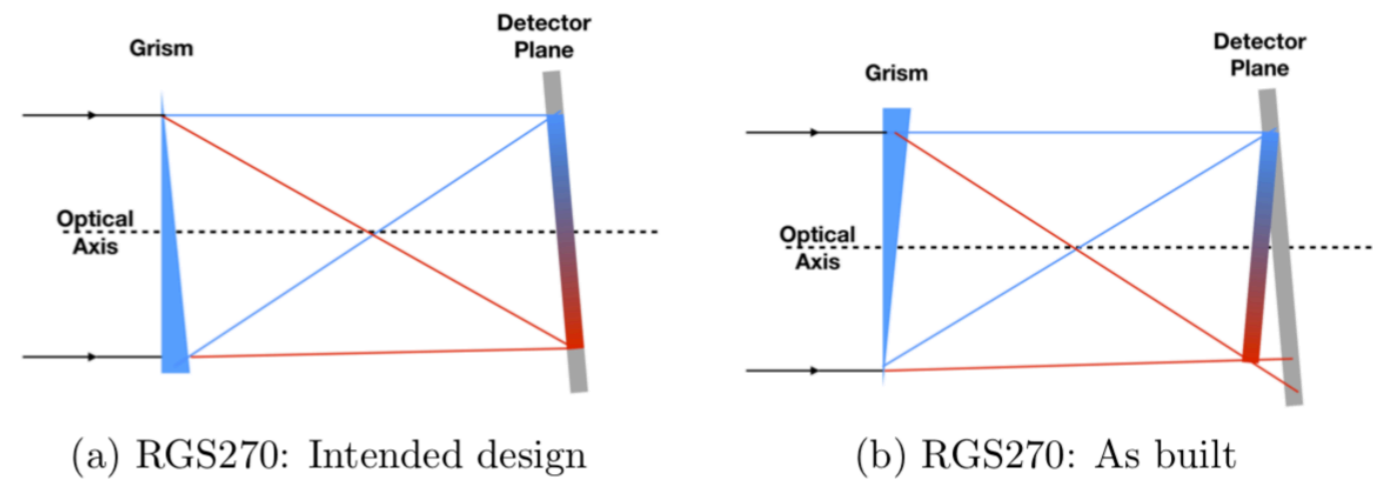 Grism
Detector
Plane
Optical
Axis
(a) RGS270: Intended design
Grism
Detector
Plane
Optical
Axis
(b) RGS270: As built